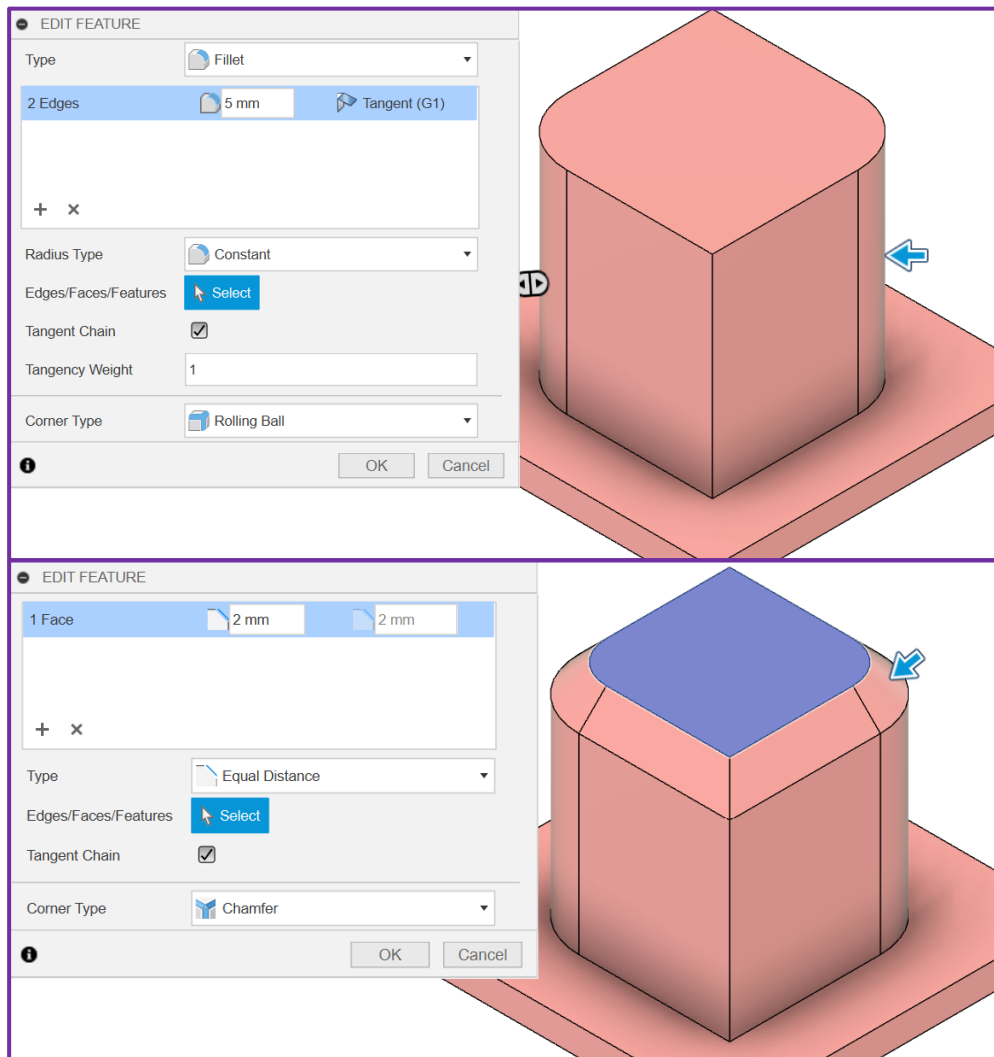 EDIT FEATURE
Type Fillet
2 Edges 5 mm Tangent (G1)
Radius Type Constant
Edges/Faces/Features Select
Tangent Chain
Tangency Weight 1
Corner Type Rolling Ball
OK Cancel
EDIT FEATURE
1 Face 2 mm 2 mm
Type Equal Distance
Edges/Faces/Features Select
Tangent Chain
Corner Type Chamfer
OK Cancel